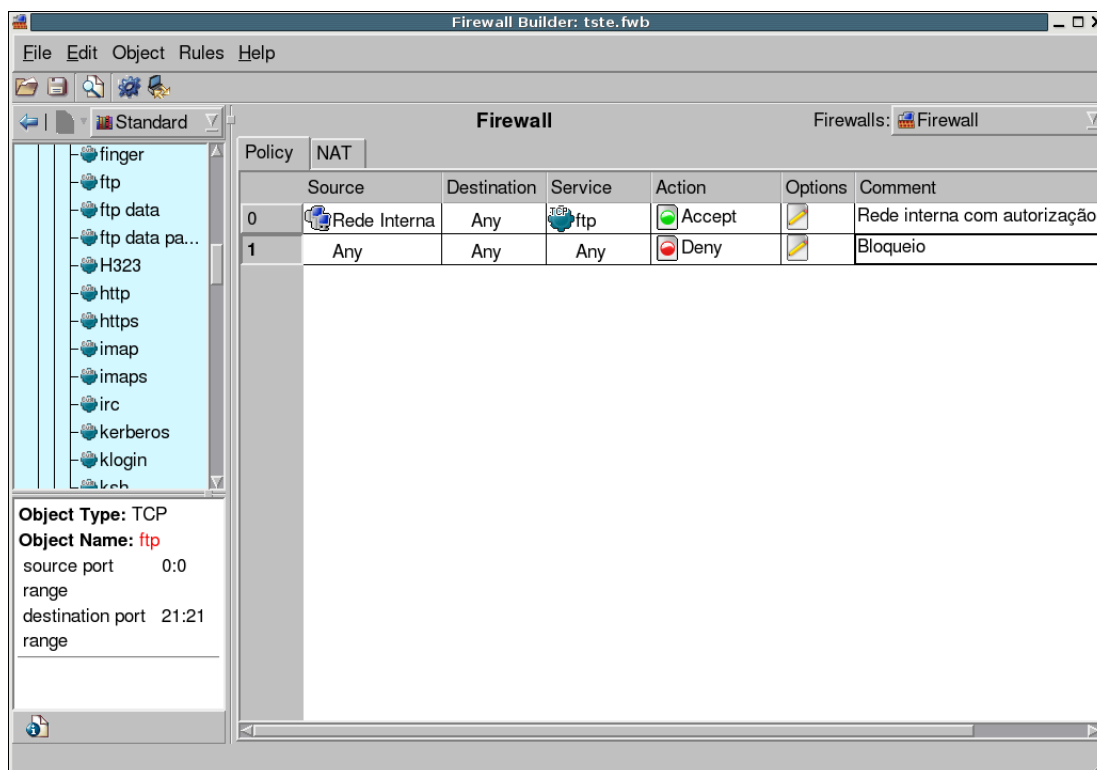 Firewall Builder: tste.fwb
File Edit Object Rules Help
Standard
Firewall
Firewalls: Firewall
finger
ftp
ftp data
ftp data pa...
H323
http
https
imap
imaps
irc
kerberos
klogin
ksh
Policy NAT
Source Destination Service Action Options Comment
0 Rede Interna Any TCP ftp Accept Rede interna com autorização
1 Any Any Any Deny Bloqueio
Object Type: TCP
Object Name: ftp
source port 0:0
range
destination port 21:21
range